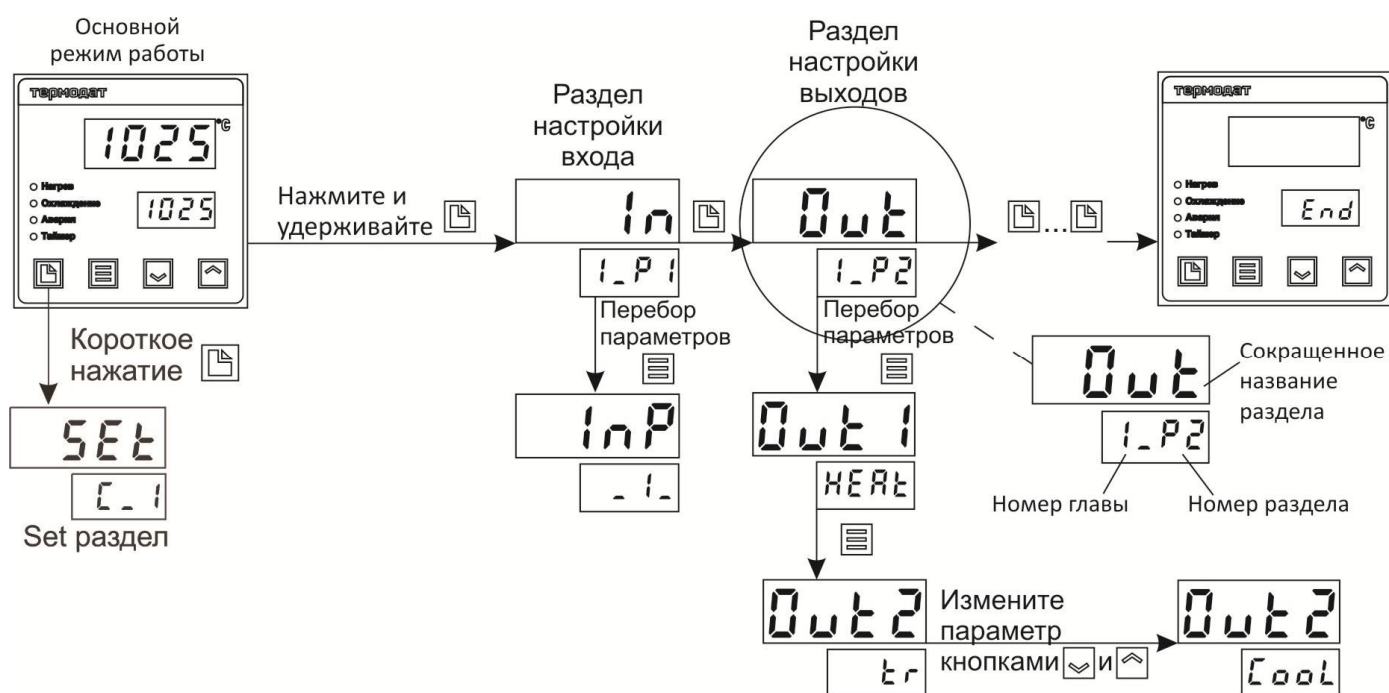 Основной
режим работы
термодат
1025 °C
Нагрев
Охлаждение
Авария
Таймер
1025
Нажмите и
удерживайте
Короткое
нажатие
SEt
C_1
Set раздел
Раздел
настройки
входа
In
1_P1
Перебор
параметров
InP
_1_
Раздел
настройки
выходов
Out
1_P2
Перебор
параметров
Out1
HEAt
Out2
tr
Измените
параметр
кнопками и
Out2
CooL
...
термодат
°C
Нагрев
Охлаждение
Авария
Таймер
End
Out
1_P2
Сокращенное
название
раздела
Номер главы
Номер раздела